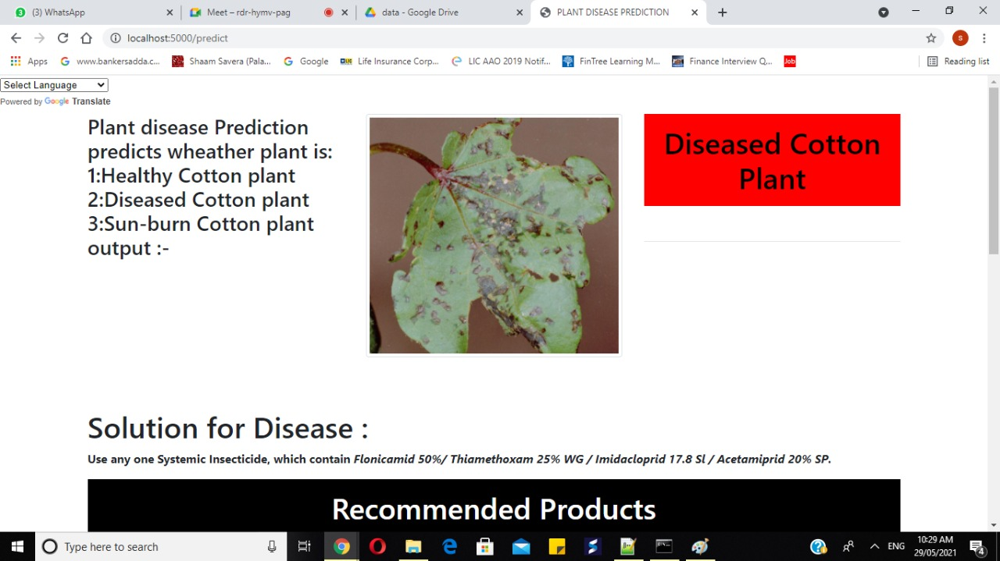 (3) WhatsApp
Meet – rdr-hymv-pag
data - Google Drive
PLANT DISEASE PREDICTION
localhost:5000/predict
S
Apps
www.bankersadda.c...
Shaam Savera (Pala...
Google
Life Insurance Corp...
LIC AAO 2019 Notif...
FinTree Learning M...
Finance Interview Q...
Job
Reading list
Select Language
Powered by Google Translate
Plant disease Prediction
predicts wheather plant is:
1:Healthy Cotton plant
2:Diseased Cotton plant
3:Sun-burn Cotton plant
output :-
Diseased Cotton
Plant
Solution for Disease :
Use any one Systemic Insecticide, which contain Flonicamid 50%/ Thiamethoxam 25% WG / Imidacloprid 17.8 Sl / Acetamiprid 20% SP.
Recommended Products
Type here to search
ENG
10:29 AM
29/05/2021
4